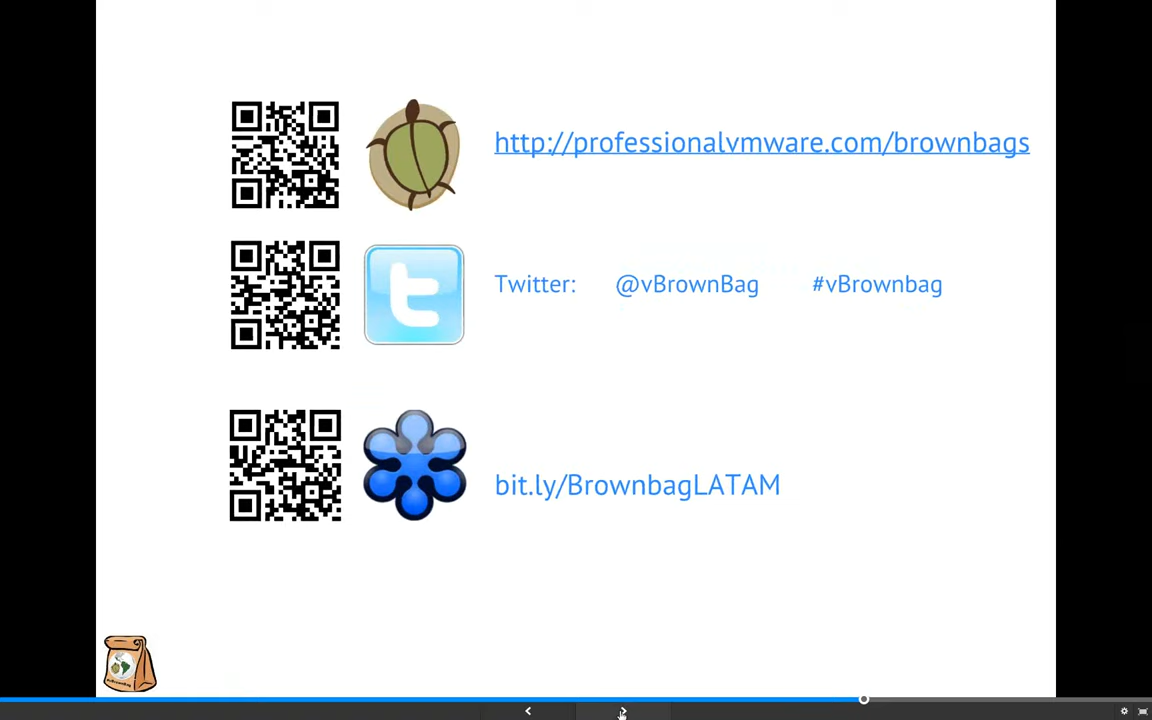 http://professionalvmware.com/brownbags
Twitter: @vBrownBag #vBrownbag
bit.ly/BrownbagLATAM